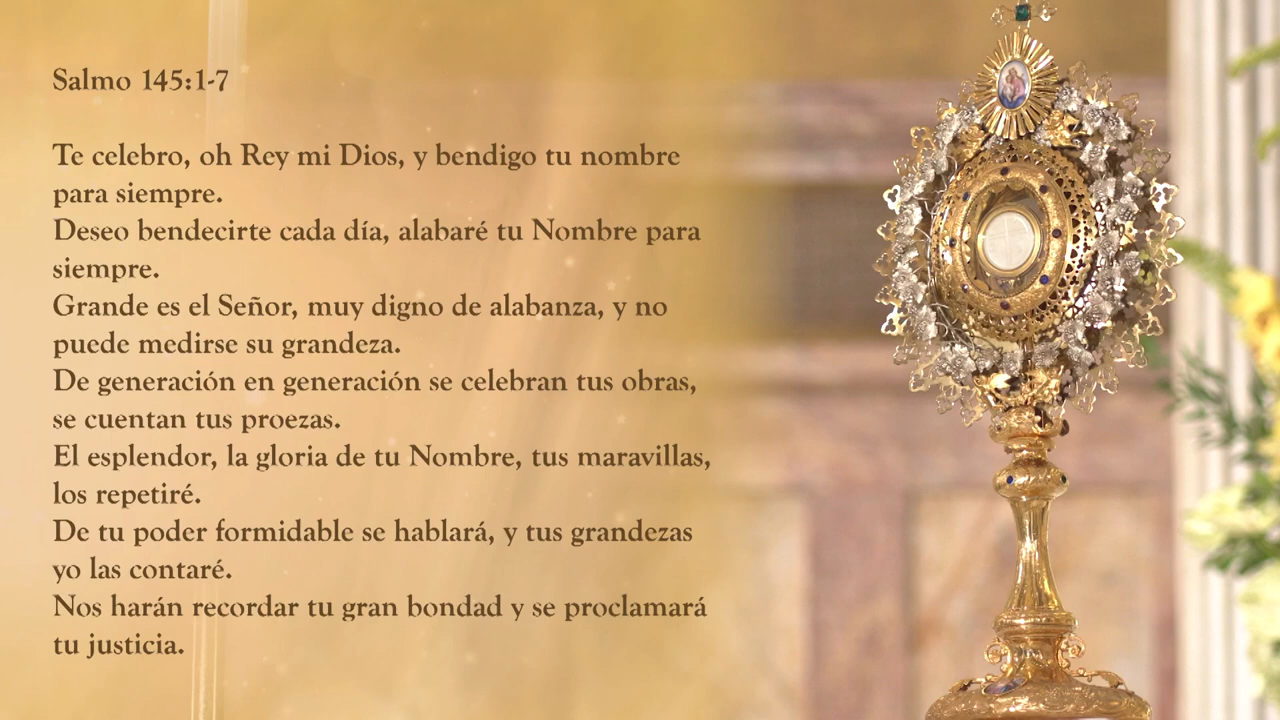 Salmo 145:1-7
Te celebro, oh Rey mi Dios, y bendigo tu nombre
para siempre.
Deseo bendecirte cada día, alabaré tu Nombre para
siempre.
Grande es el Señor, muy digno de alabanza, y no
puede medirse su grandeza.
De generación en generación se celebran tus obras,
se cuentan tus proezas.
El esplendor, la gloria de tu Nombre, tus maravillas,
los repetiré.
De tu poder formidable se hablará, y tus grandezas
yo las contaré.
Nos harán recordar tu gran bondad y se proclamará
tu justicia.